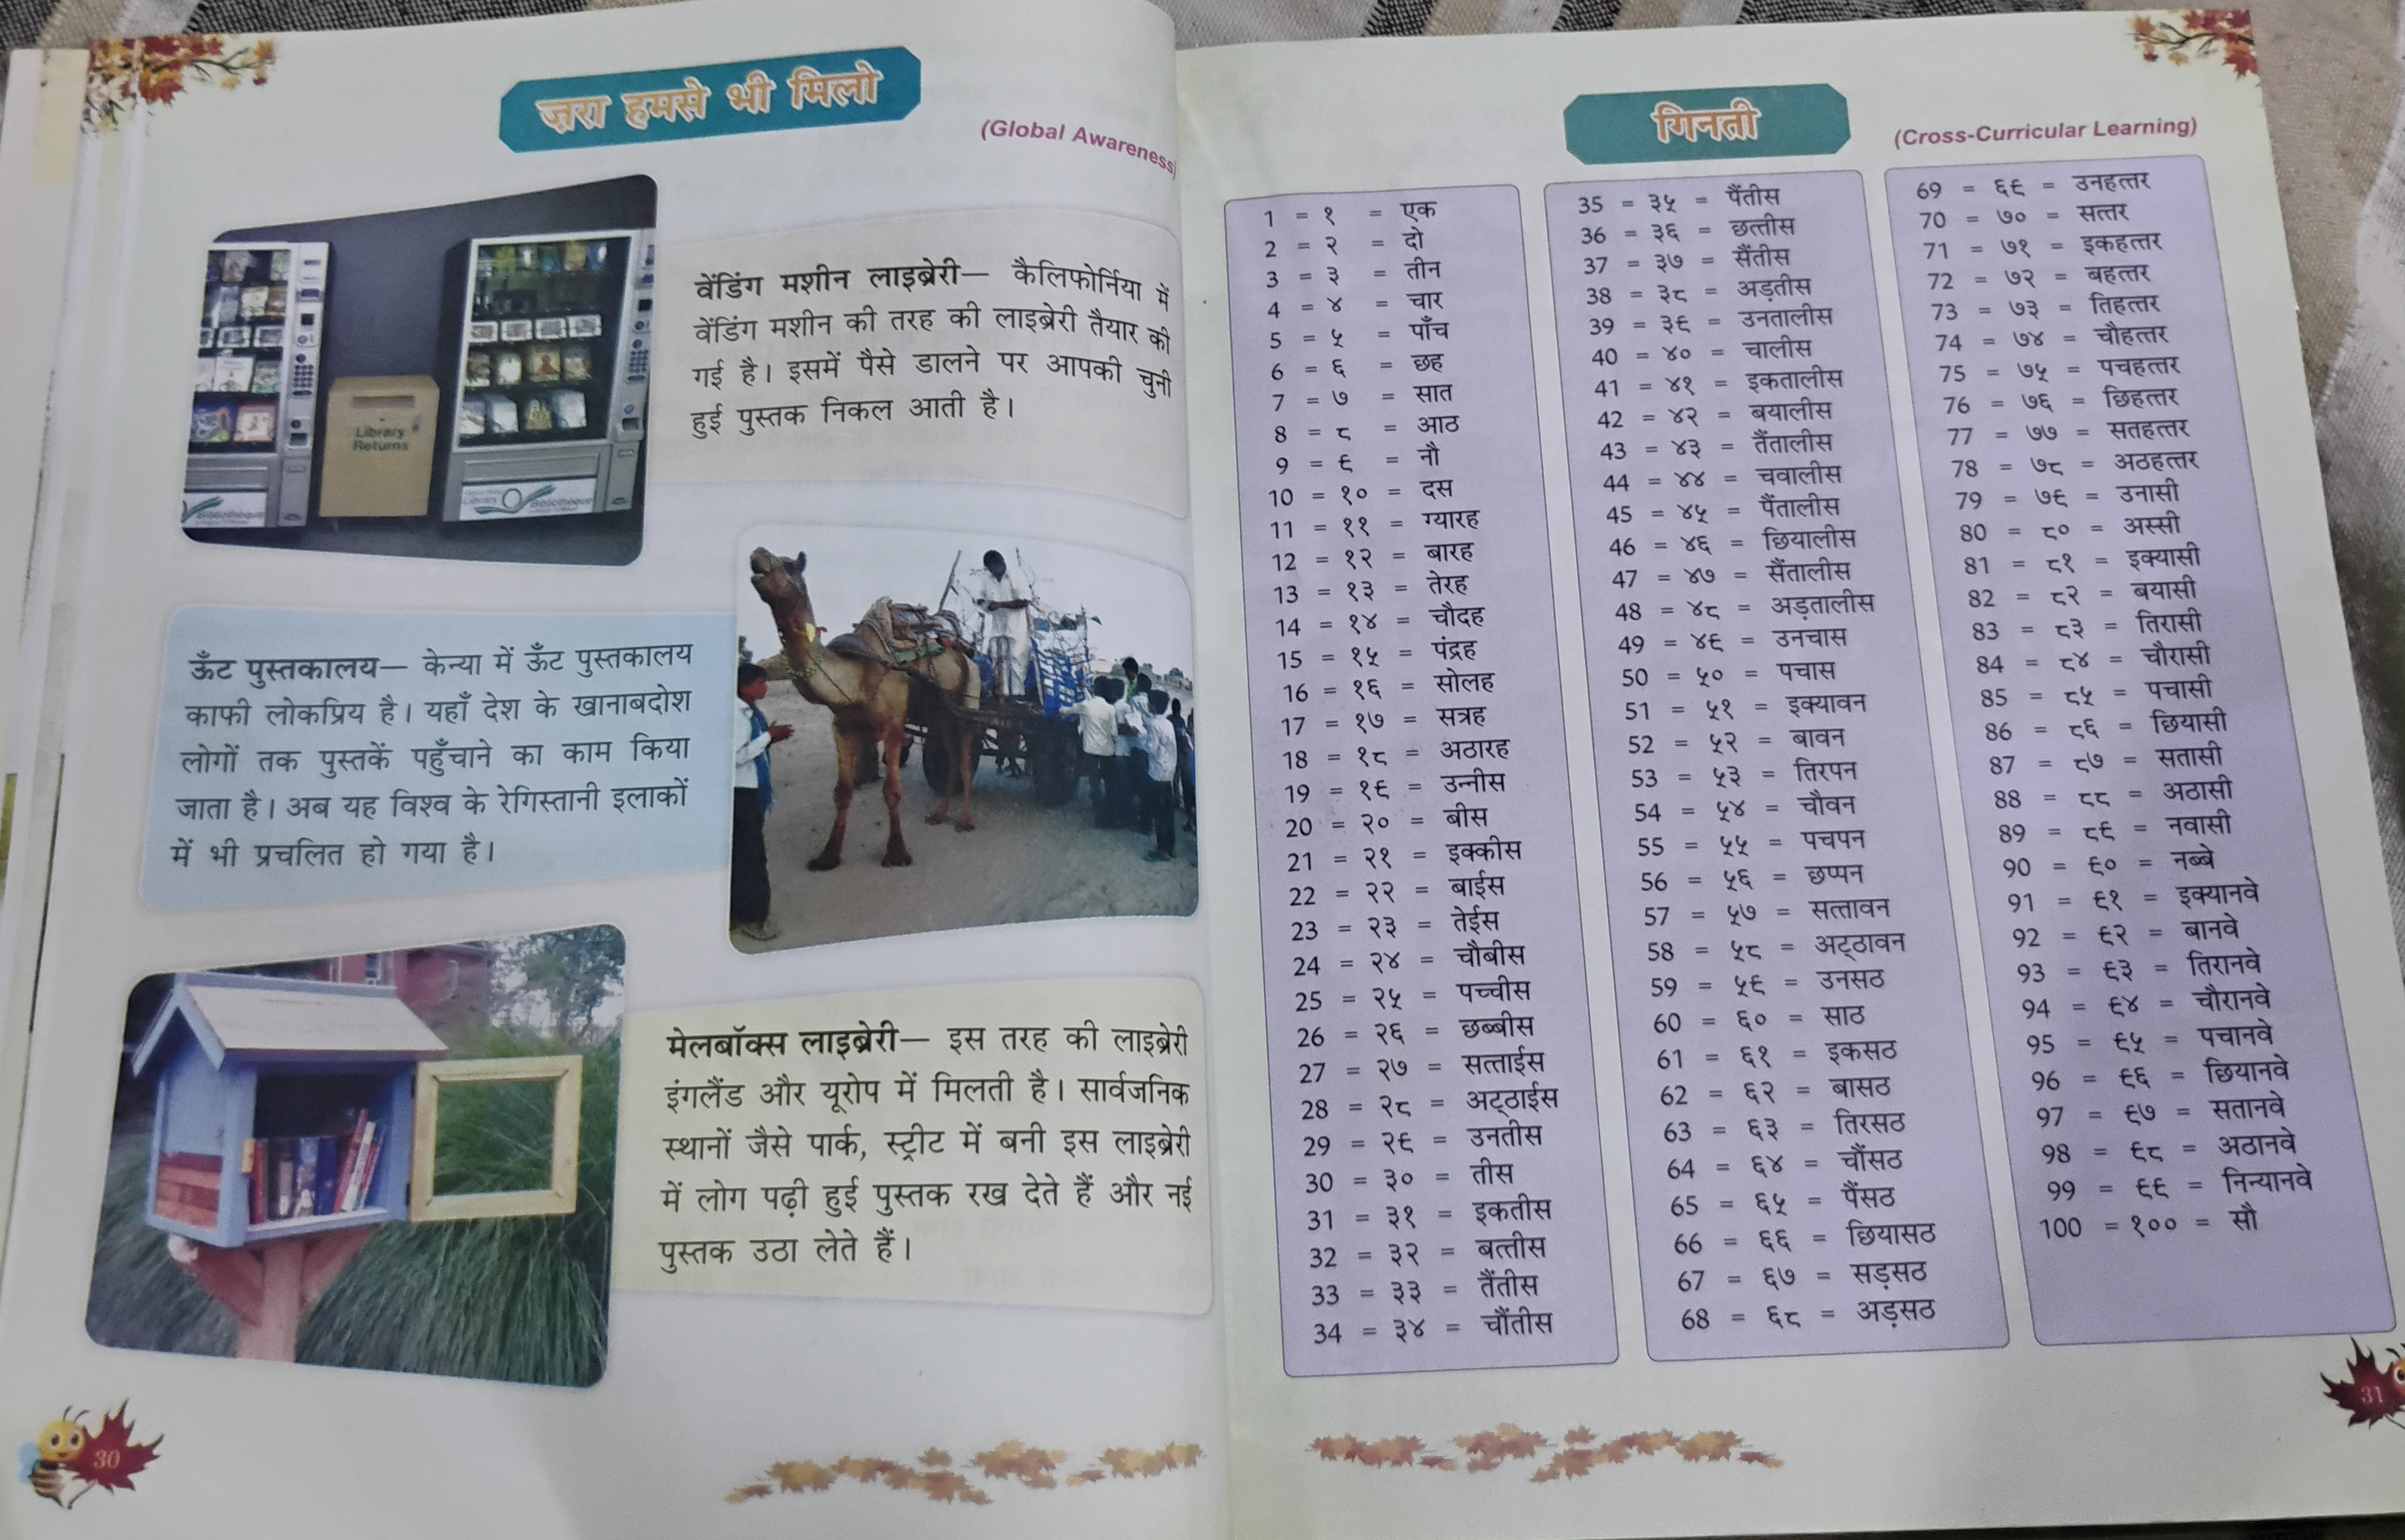 ज़रा हमसे भी मिलो
(Global Awareness)
वेंडिंग मशीन लाइब्रेरी— कैलिफोर्निया में
वेंडिंग मशीन की तरह की लाइब्रेरी तैयार की
गई है। इसमें पैसे डालने पर आपकी चुनी
हुई पुस्तक निकल आती है।
Library
Returns
Bibliothèque
Library
Bibliothèque
ऊँट पुस्तकालय— केन्या में ऊँट पुस्तकालय
काफी लोकप्रिय है। यहाँ देश के खानाबदोश
लोगों तक पुस्तकें पहुँचाने का काम किया
जाता है। अब यह विश्व के रेगिस्तानी इलाकों
में भी प्रचलित हो गया है।
मेलबॉक्स लाइब्रेरी— इस तरह की लाइब्रेरी
इंगलैंड और यूरोप में मिलती है। सार्वजनिक
स्थानों जैसे पार्क, स्ट्रीट में बनी इस लाइब्रेरी
में लोग पढ़ी हुई पुस्तक रख देते हैं और नई
पुस्तक उठा लेते हैं।
30
गिनती
(Cross-Curricular Learning)
1 = १ = एक
2 = २ = दो
3 = ३ = तीन
4 = ४ = चार
5 = ५ = पाँच
6 = ६ = छह
7 = ७ = सात
8 = ८ = आठ
9 = ९ = नौ
10 = १० = दस
11 = ११ = ग्यारह
12 = १२ = बारह
13 = १३ = तेरह
14 = १४ = चौदह
15 = १५ = पंद्रह
16 = १६ = सोलह
17 = १७ = सत्रह
18 = १८ = अठारह
19 = १९ = उन्नीस
20 = २० = बीस
21 = २१ = इक्कीस
22 = २२ = बाईस
23 = २३ = तेईस
24 = २४ = चौबीस
25 = २५ = पच्चीस
26 = २६ = छब्बीस
27 = २७ = सत्ताईस
28 = २८ = अट्ठाईस
29 = २९ = उनतीस
30 = ३० = तीस
31 = ३१ = इकतीस
32 = ३२ = बत्तीस
33 = ३३ = तैंतीस
34 = ३४ = चौंतीस
35 = ३५ = पैंतीस
36 = ३६ = छत्तीस
37 = ३७ = सैंतीस
38 = ३८ = अड़तीस
39 = ३९ = उनतालीस
40 = ४० = चालीस
41 = ४१ = इकतालीस
42 = ४२ = बयालीस
43 = ४३ = तैंतालीस
44 = ४४ = चवालीस
45 = ४५ = पैंतालीस
46 = ४६ = छियालीस
47 = ४७ = सैंतालीस
48 = ४८ = अड़तालीस
49 = ४९ = उनचास
50 = ५० = पचास
51 = ५१ = इक्यावन
52 = ५२ = बावन
53 = ५३ = तिरपन
54 = ५४ = चौवन
55 = ५५ = पचपन
56 = ५६ = छप्पन
57 = ५७ = सत्तावन
58 = ५८ = अट्ठावन
59 = ५९ = उनसठ
60 = ६० = साठ
61 = ६१ = इकसठ
62 = ६२ = बासठ
63 = ६३ = तिरसठ
64 = ६४ = चौंसठ
65 = ६५ = पैंसठ
66 = ६६ = छियासठ
67 = ६७ = सड़सठ
68 = ६८ = अड़सठ
69 = ६९ = उनहत्तर
70 = ७० = सत्तर
71 = ७१ = इकहत्तर
72 = ७२ = बहत्तर
73 = ७३ = तिहत्तर
74 = ७४ = चौहत्तर
75 = ७५ = पचहत्तर
76 = ७६ = छिहत्तर
77 = ७७ = सतहत्तर
78 = ७८ = अठहत्तर
79 = ७९ = उनासी
80 = ८० = अस्सी
81 = ८१ = इक्यासी
82 = ८२ = बयासी
83 = ८३ = तिरासी
84 = ८४ = चौरासी
85 = ८५ = पचासी
86 = ८६ = छियासी
87 = ८७ = सतासी
88 = ८८ = अठासी
89 = ८९ = नवासी
90 = ९० = नब्बे
91 = ९१ = इक्यानवे
92 = ९२ = बानवे
93 = ९३ = तिरानवे
94 = ९४ = चौरानवे
95 = ९५ = पचानवे
96 = ९६ = छियानवे
97 = ९७ = सतानवे
98 = ९८ = अठानवे
99 = ९९ = निन्यानवे
100 = १०० = सौ
31